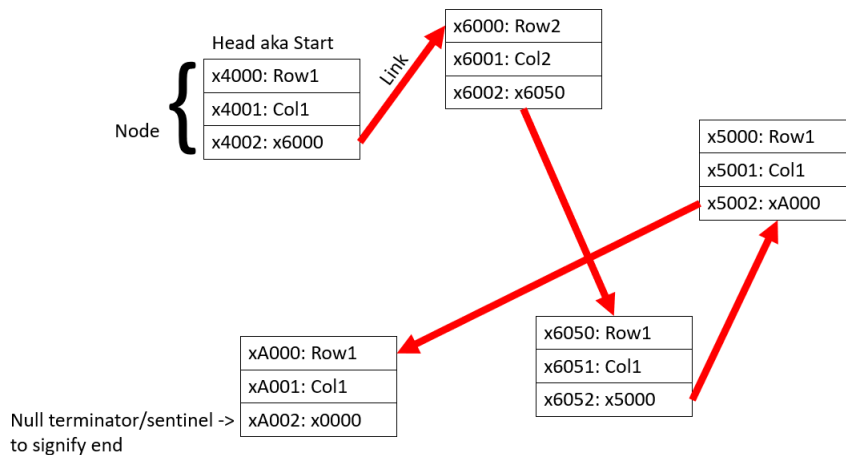 Head aka Start
x4000: Row1
x4001: Col1
x4002: x6000
Node
Link
x6000: Row2
x6001: Col2
x6002: x6050
x5000: Row1
x5001: Col1
x5002: xA000
x6050: Row1
x6051: Col1
x6052: x5000
xA000: Row1
xA001: Col1
xA002: x0000
Null terminator/sentinel ->
to signify end